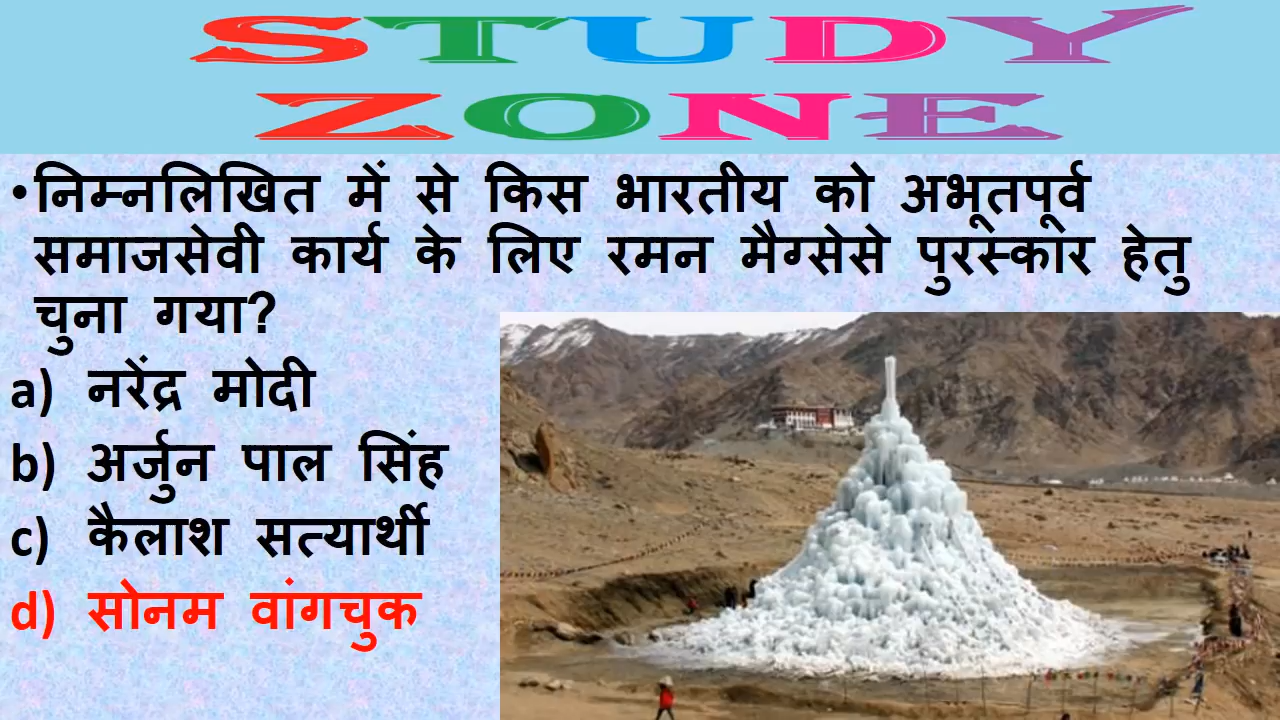 STUDY
ZONE
•निम्नलिखित में से किस भारतीय को अभूतपूर्व
समाजसेवी कार्य के लिए रमन मैग्सेसे पुरस्कार हेतु
चुना गया?
a) नरेंद्र मोदी
b) अर्जुन पाल सिंह
c) कैलाश सत्यार्थी
d) सोनम वांगचुक